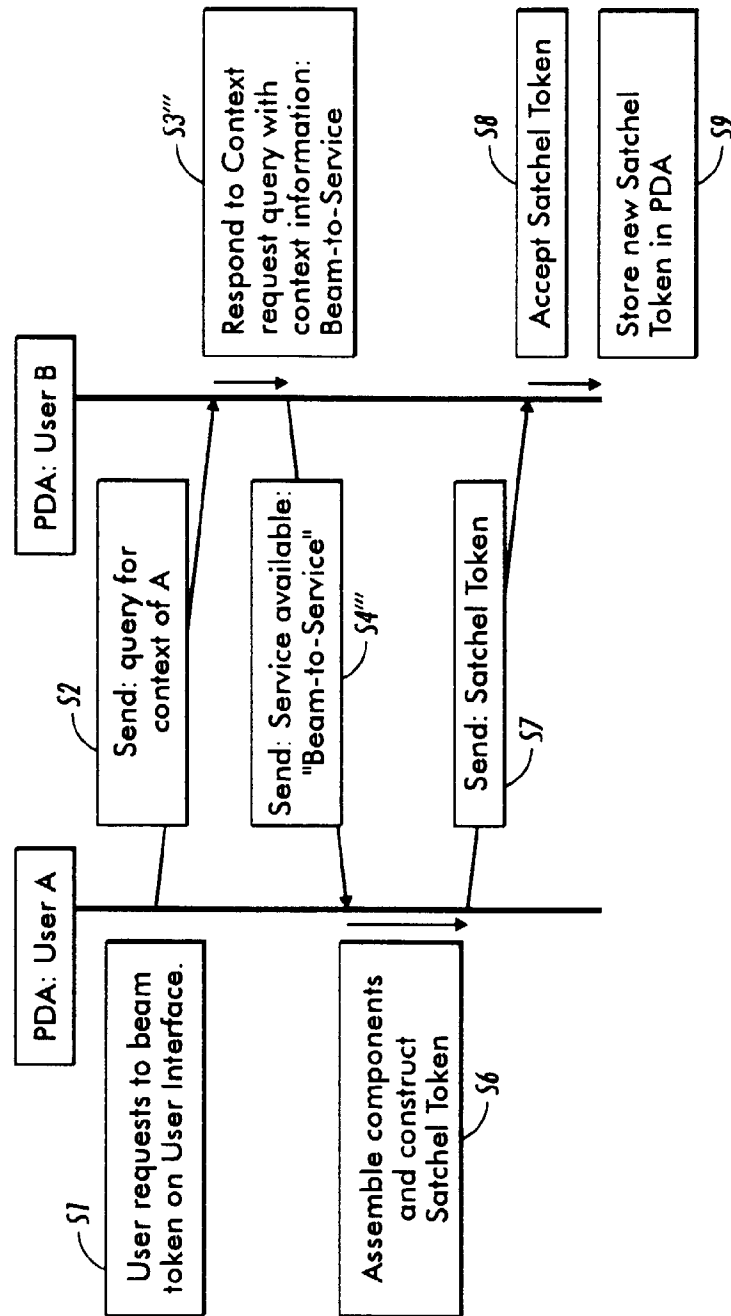 PDA: User A
PDA: User B
S1
User requests to beam
token on User Interface.
S2
Send: query for
context of A
S3'''
Respond to Context
request query with
context information:
Beam-to-Service
Send: Service available:
"Beam-to-Service"
S4'''
Assemble components
and construct
Satchel Token
S6
Send: Satchel Token
S7
S8
Accept Satchel Token
Store new Satchel
Token in PDA
S9